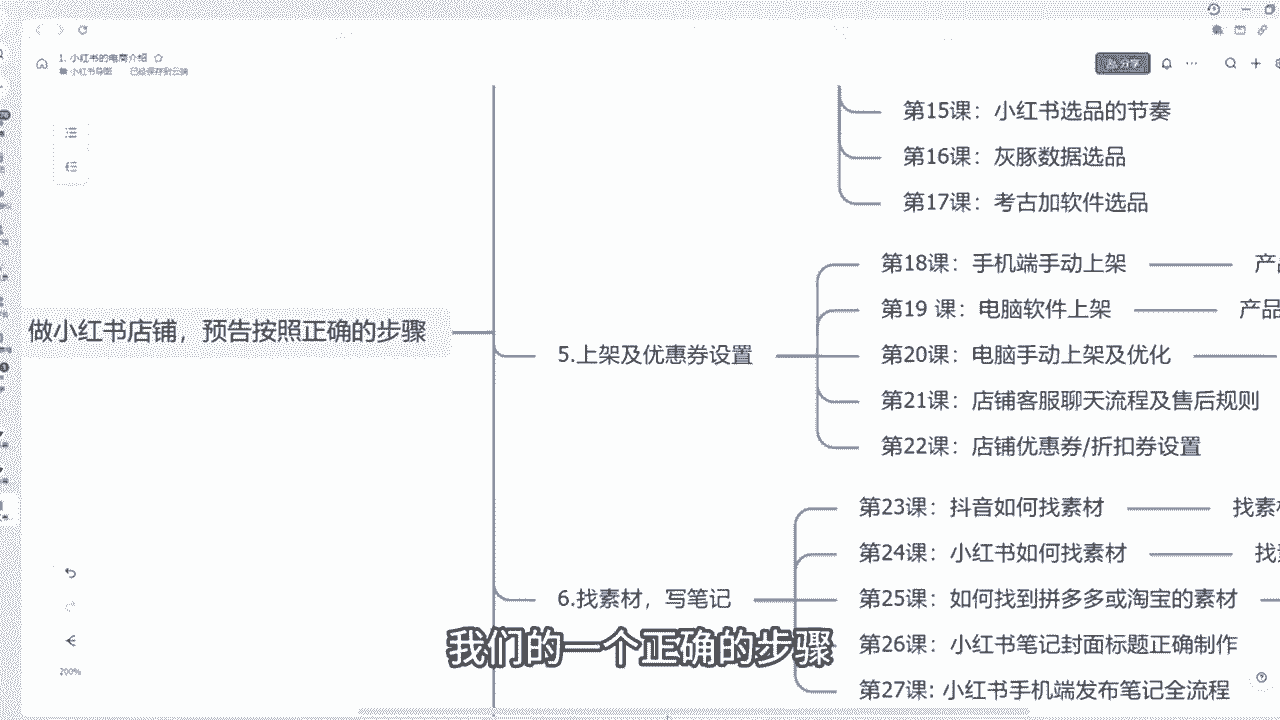 1. 小红书的电商介绍
小红书导图 已经保存到云端
分享
第15课：小红书选品的节奏
第16课：灰豚数据选品
第17课：考古加软件选品
做小红书店铺，预告按照正确的步骤
5.上架及优惠券设置
第18课：手机端手动上架 产
第19 课：电脑软件上架 产品
第20课：电脑手动上架及优化
第21课：店铺客服聊天流程及售后规则
第22课：店铺优惠券/折扣券设置
6.找素材，写笔记
第23课：抖音如何找素材 找素
第24课：小红书如何找素材 找
第25课：如何找到拼多多或淘宝的素材
第26课：小红书笔记封面标题正确制作
第27课: 小红书手机端发布笔记全流程
我们的一个正确的步骤
200%